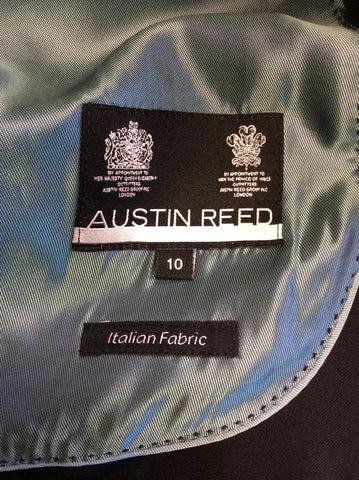 BY APPOINTMENT TO
HER MAJESTY QUEEN ELIZABETH II
OUTFITTERS
AUSTIN REED GROUP PLC
LONDON
BY APPOINTMENT TO
HRH THE PRINCE OF WALES
OUTFITTERS
AUSTIN REED GROUP PLC
LONDON
AUSTIN REED
10
Italian Fabric